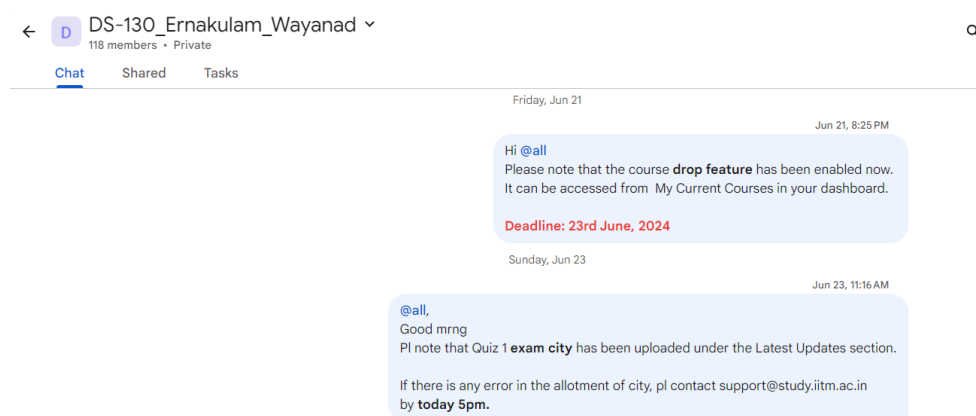 D
DS-130_Ernakulam_Wayanad
118 members • Private
Chat Shared Tasks
Friday, Jun 21
Jun 21, 8:25 PM
Hi @all
Please note that the course drop feature has been enabled now.
It can be accessed from My Current Courses in your dashboard.
Deadline: 23rd June, 2024
Sunday, Jun 23
Jun 23, 11:16 AM
@all,
Good mrng
Pl note that Quiz 1 exam city has been uploaded under the Latest Updates section.
If there is any error in the allotment of city, pl contact support@study.iitm.ac.in
by today 5pm.